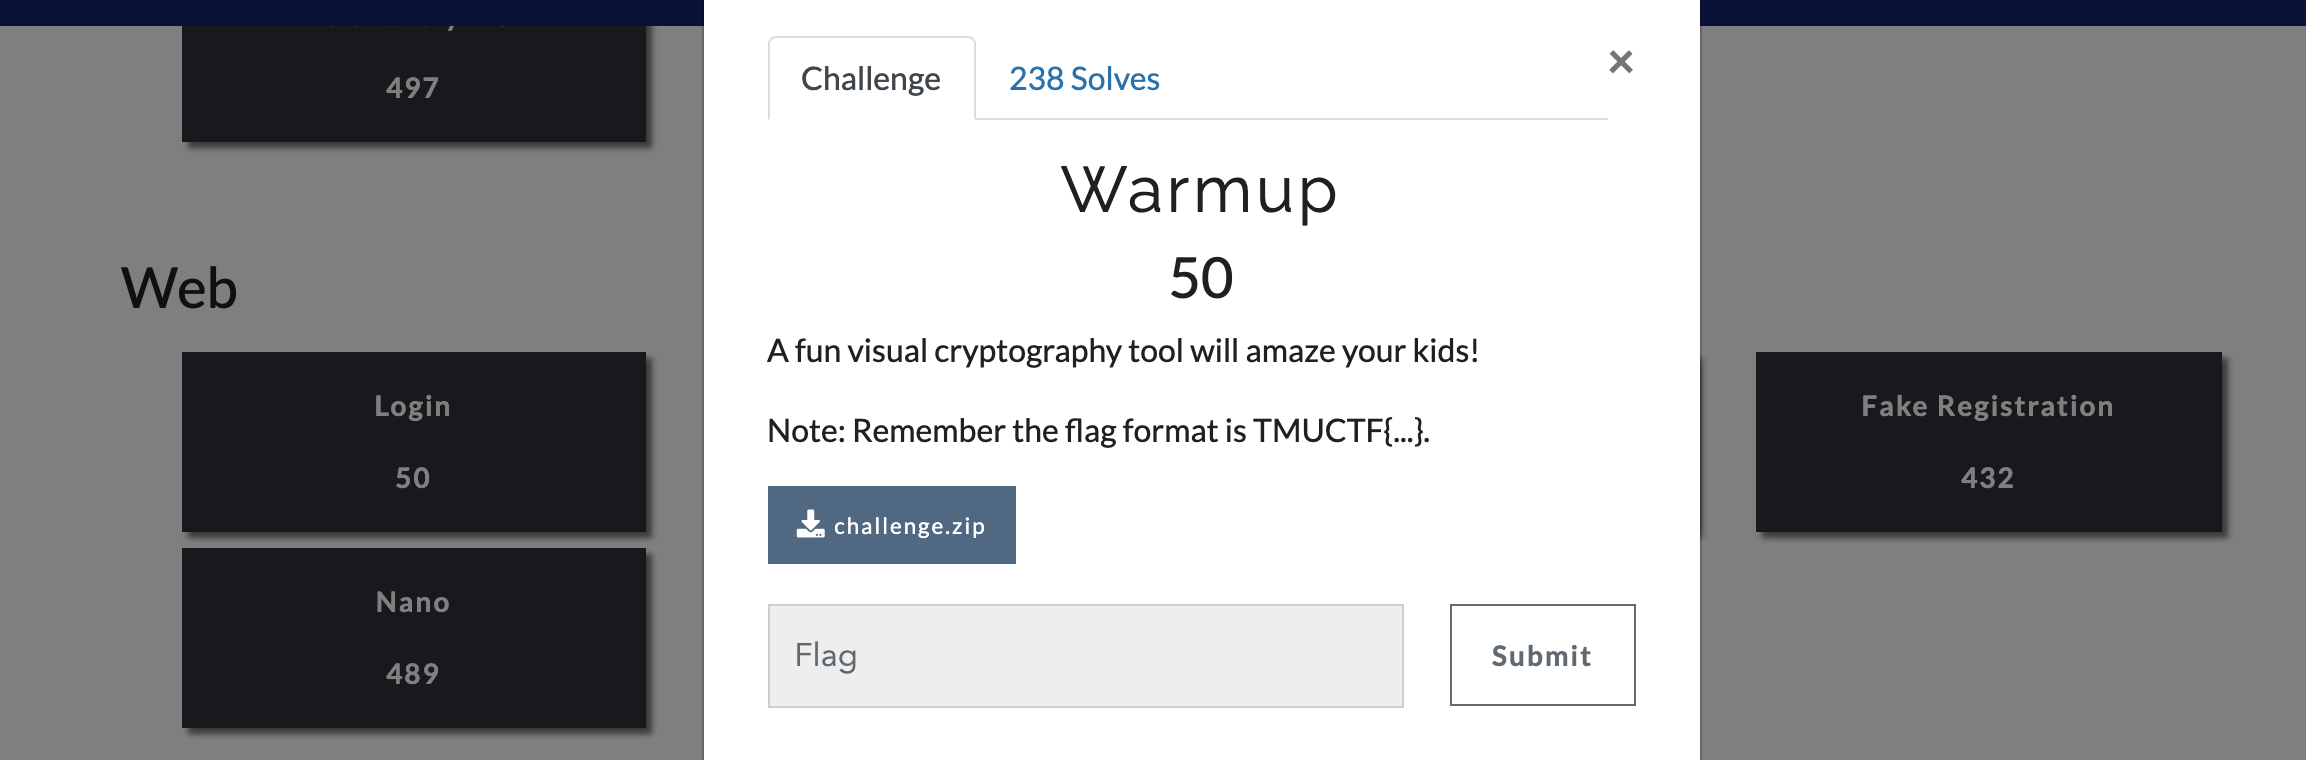 497
Web
Login
50
Nano
489
Challenge
238 Solves
×
Warmup
50
A fun visual cryptography tool will amaze your kids!
Note: Remember the flag format is TMUCTF{...}.
challenge.zip
Flag
Submit
Fake Registration
432